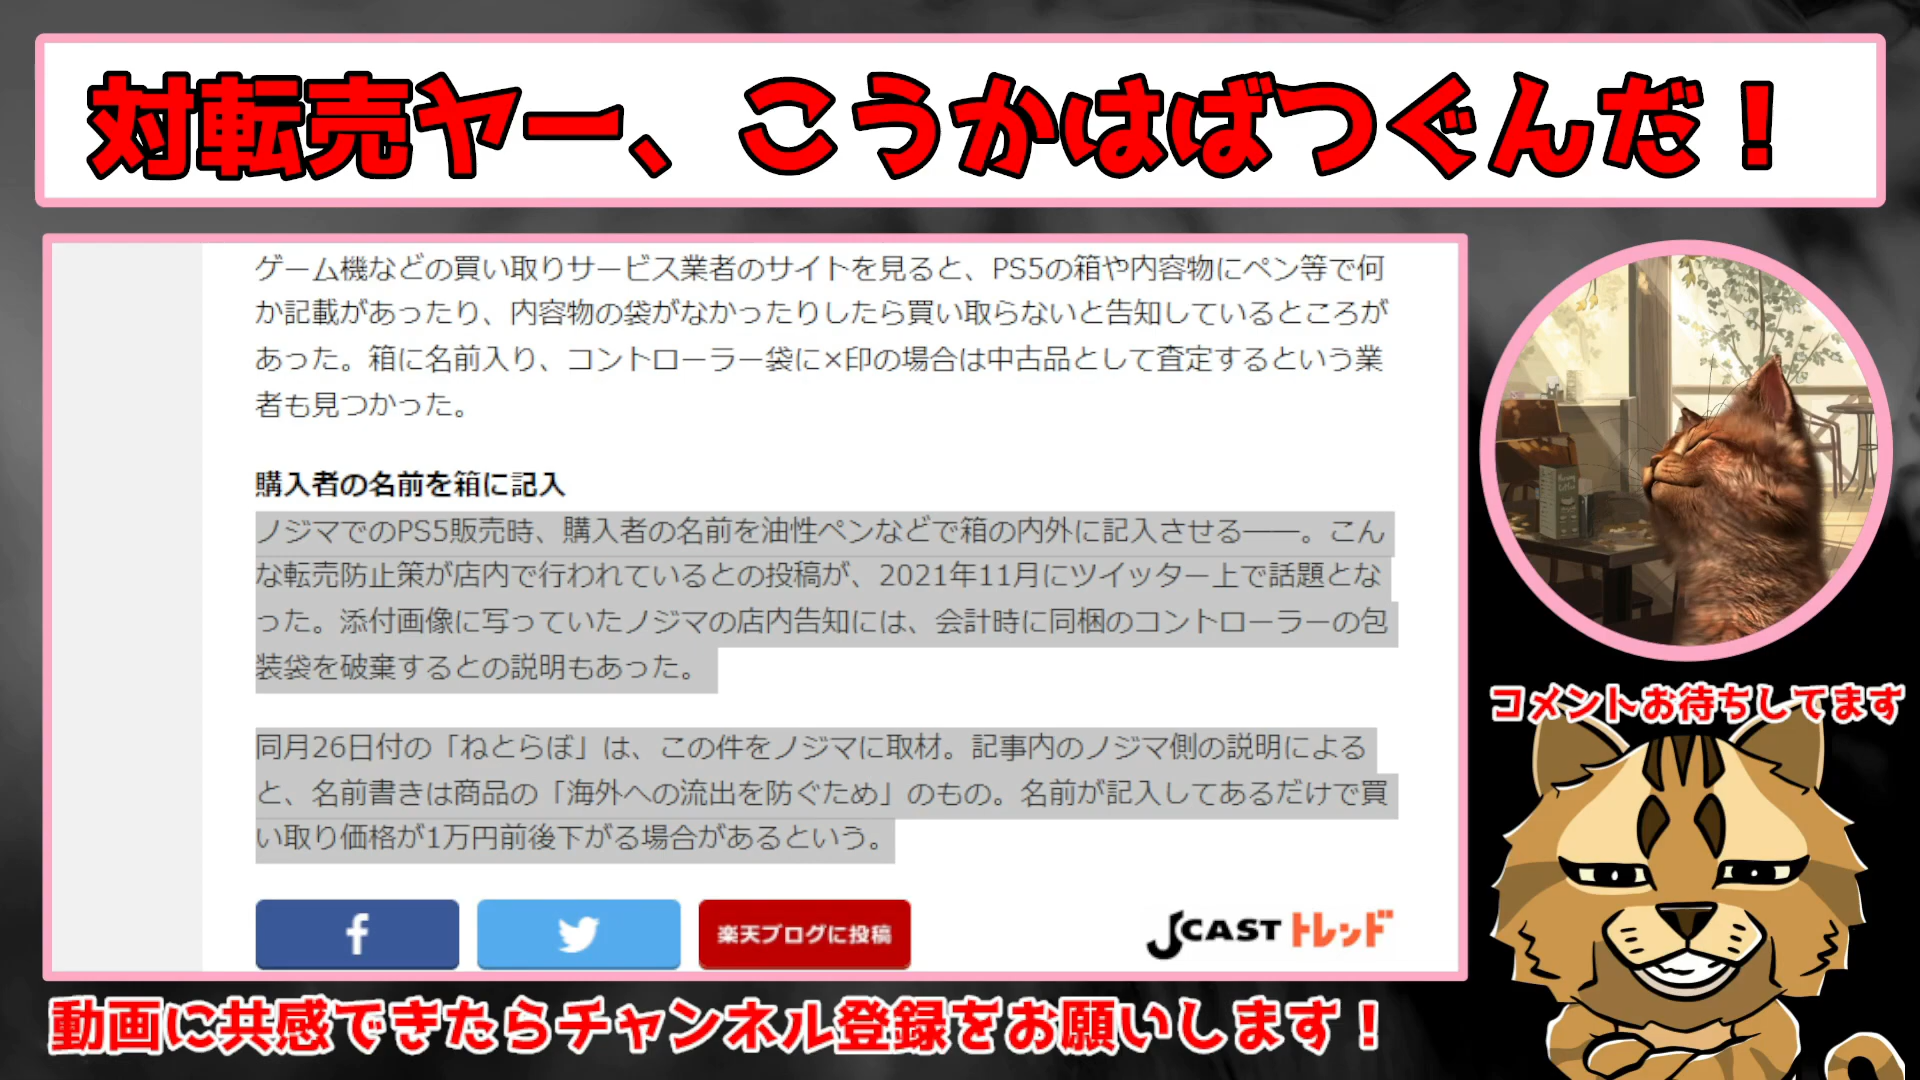 対転売ヤー、こうかはばつぐんだ！
ゲーム機などの買い取りサービス業者のサイトを見ると、PS5の箱や内容物にペン等で何
か記載があったり、内容物の袋がなかったりしたら買い取らないと告知しているところが
あった。箱に名前入り、コントローラー袋に×印の場合は中古品として査定するという業
者も見つかった。
購入者の名前を箱に記入
ノジマでのPS5販売時、購入者の名前を油性ペンなどで箱の内外に記入させる――。こん
な転売防止策が店内で行われているとの投稿が、2021年11月にツイッター上で話題とな
った。添付画像に写っていたノジマの店内告知には、会計時に同梱のコントローラーの包
装袋を破棄するとの説明もあった。
同月26日付の「ねとらぼ」は、この件をノジマに取材。記事内のノジマ側の説明による
と、名前書きは商品の「海外への流出を防ぐため」のもの。名前が記入してあるだけで買
い取り価格が1万円前後下がる場合があるという。
f
楽天ブログに投稿
JCASTトレンド
コメントお待ちしてます
動画に共感できたらチャンネル登録をお願いします！